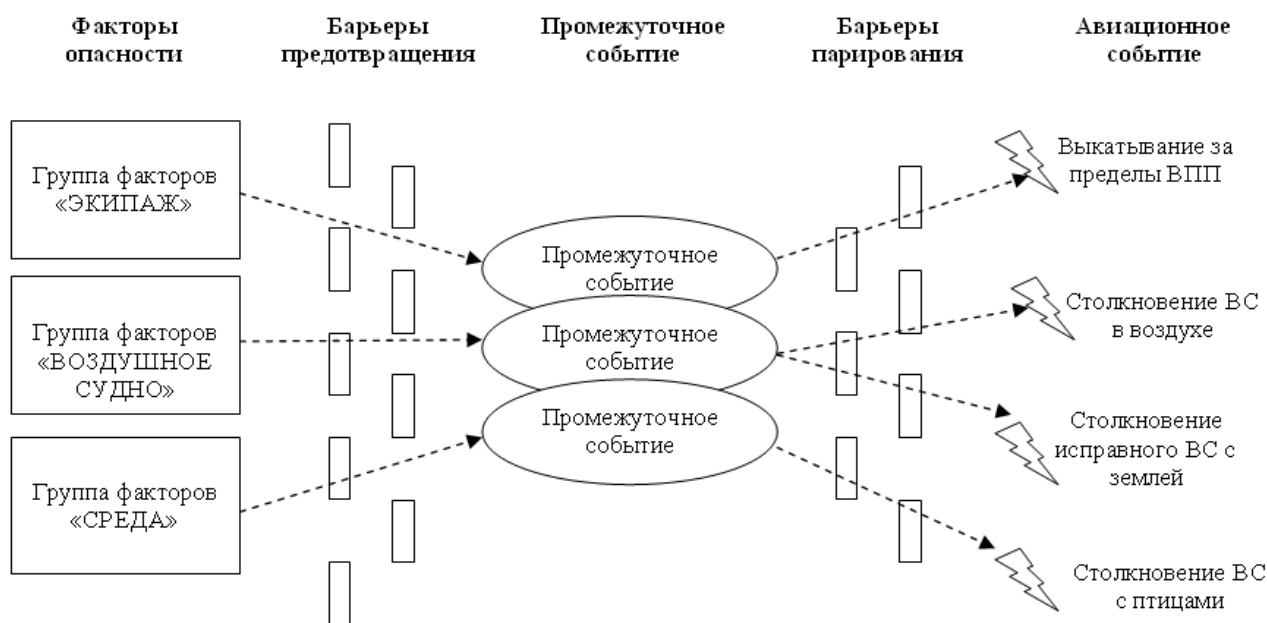 Факторы
опасности
Барьеры
предотвращения
Промежуточное
событие
Барьеры
парирования
Авиационное
событие
Группа факторов
«ЭКИПАЖ»
Группа факторов
«ВОЗДУШНОЕ
СУДНО»
Группа факторов
«СРЕДА»
Промежуточное
событие
Промежуточное
событие
Промежуточное
событие
Выкатывание за
пределы ВПП
Столкновение ВС
в воздухе
Столкновение
исправного ВС с
землей
Столкновение ВС
с птицами